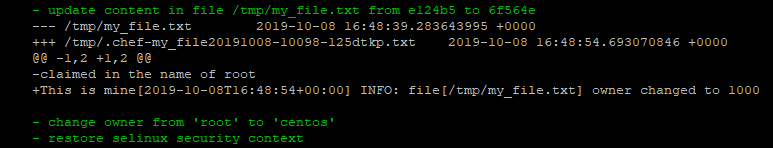 - update content in file /tmp/my_file.txt from e124b5 to 6f564e
--- /tmp/my_file.txt 2019-10-08 16:48:39.283643995 +0000
+++ /tmp/.chef-my_file20191008-10098-125dtkp.txt 2019-10-08 16:48:54.693070846 +0000
@@ -1,2 +1,2 @@
-claimed in the name of root
+This is mine[2019-10-08T16:48:54+00:00] INFO: file[/tmp/my_file.txt] owner changed to 1000
- change owner from 'root' to 'centos'
- restore selinux security context